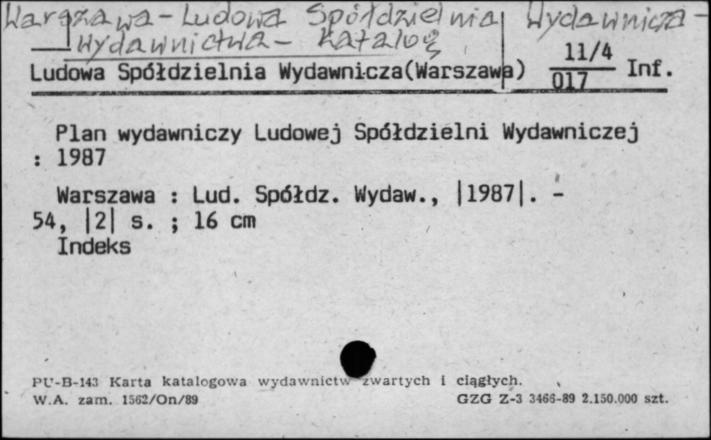 Warszawa - Ludowa Spółdzielnia Wydawnicza -
Wydawnictwa - Katalog
Ludowa Spółdzielnia Wydawnicza(Warszawa) 11/4 Inf.
017
Plan wydawniczy Ludowej Spółdzielni Wydawniczej
: 1987
Warszawa : Lud. Spółdz. Wydaw., |1987|. -
54, |2| s. ; 16 cm
Indeks
PU-B-143 Karta katalogowa wydawnictw zwartych i ciągłych.
W.A. zam. 1562/On/89 GZG Z-3 3466-89 2.150.000 szt.